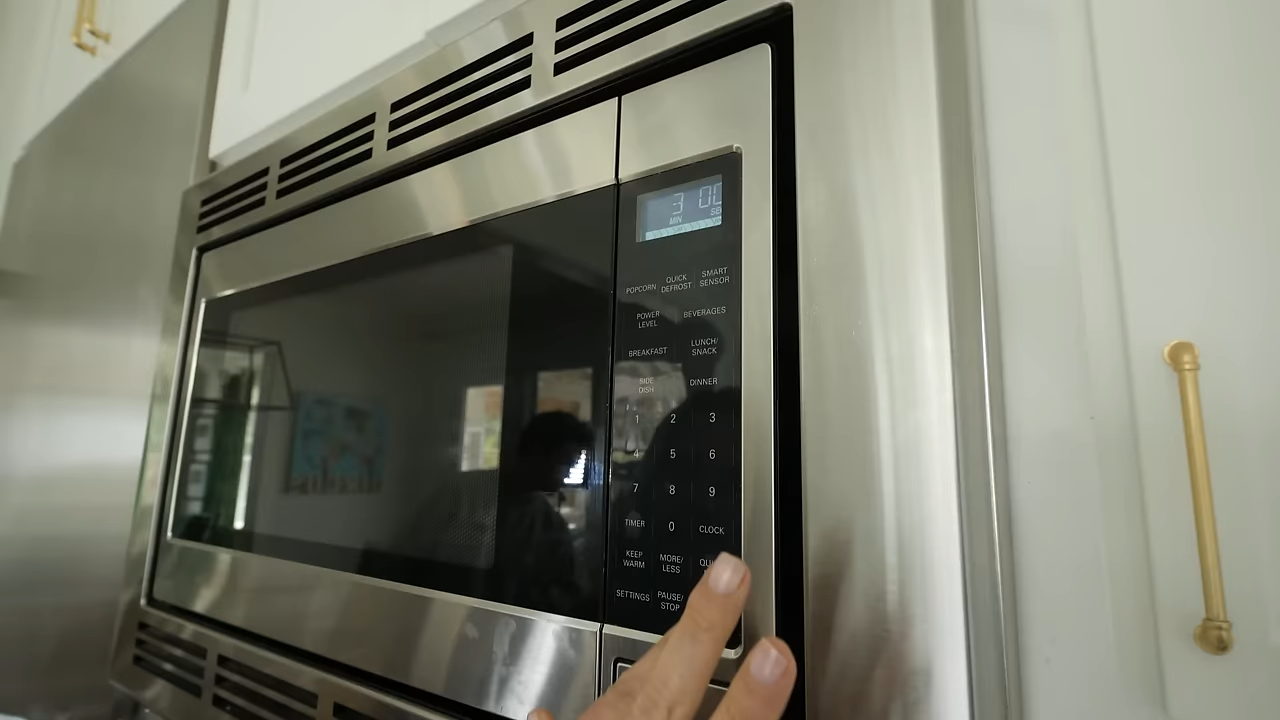 3 00
MIN SE
POPCORN QUICK DEFROST SMART SENSOR
POWER LEVEL BEVERAGES
BREAKFAST LUNCH/ SNACK
SIDE DISH DINNER
1 2 3
4 5 6
7 8 9
TIMER 0 CLOCK
KEEP WARM MORE/ LESS
SETTINGS PAUSE/ STOP